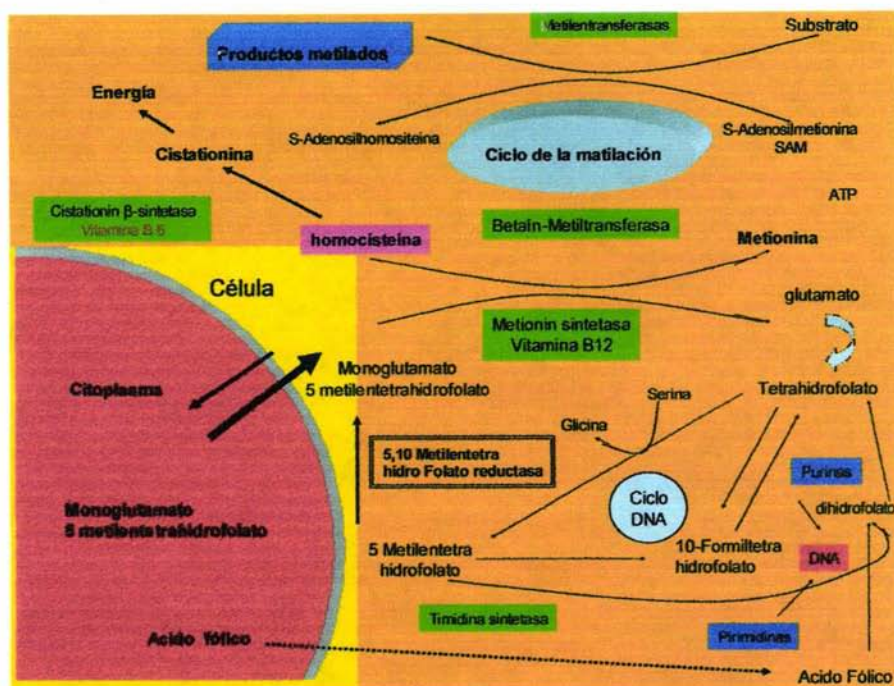 Metilentransferasas
Substrato
Productos metilados
Energía
S-Adenosilhomositeina
S-Adenosilmetionina
SAM
Cistationina
Ciclo de la matilación
ATP
Cistationin β-sintetasa
Vitamina B 6
Betaín-Metiltransferasa
homocisteína
Metionina
Célula
glutamato
Metionin sintetasa
Vitamina B12
Monoglutamato
5 metilentetrahidrofolato
Citoplasma
Tetrahidrofolato
Serina
Glicina
5,10 Metilentetra
hidro Folato reductasa
Purinas
Ciclo
DNA
dihidrofolato
Monoglutamato
5 metilentetrahidrofolato
5 Metilentetra
hidrofolato
10-Formiltetra
hidrofolato
DNA
Timidina sintetasa
Pirimidinas
Acido fólico
Acido Fólico